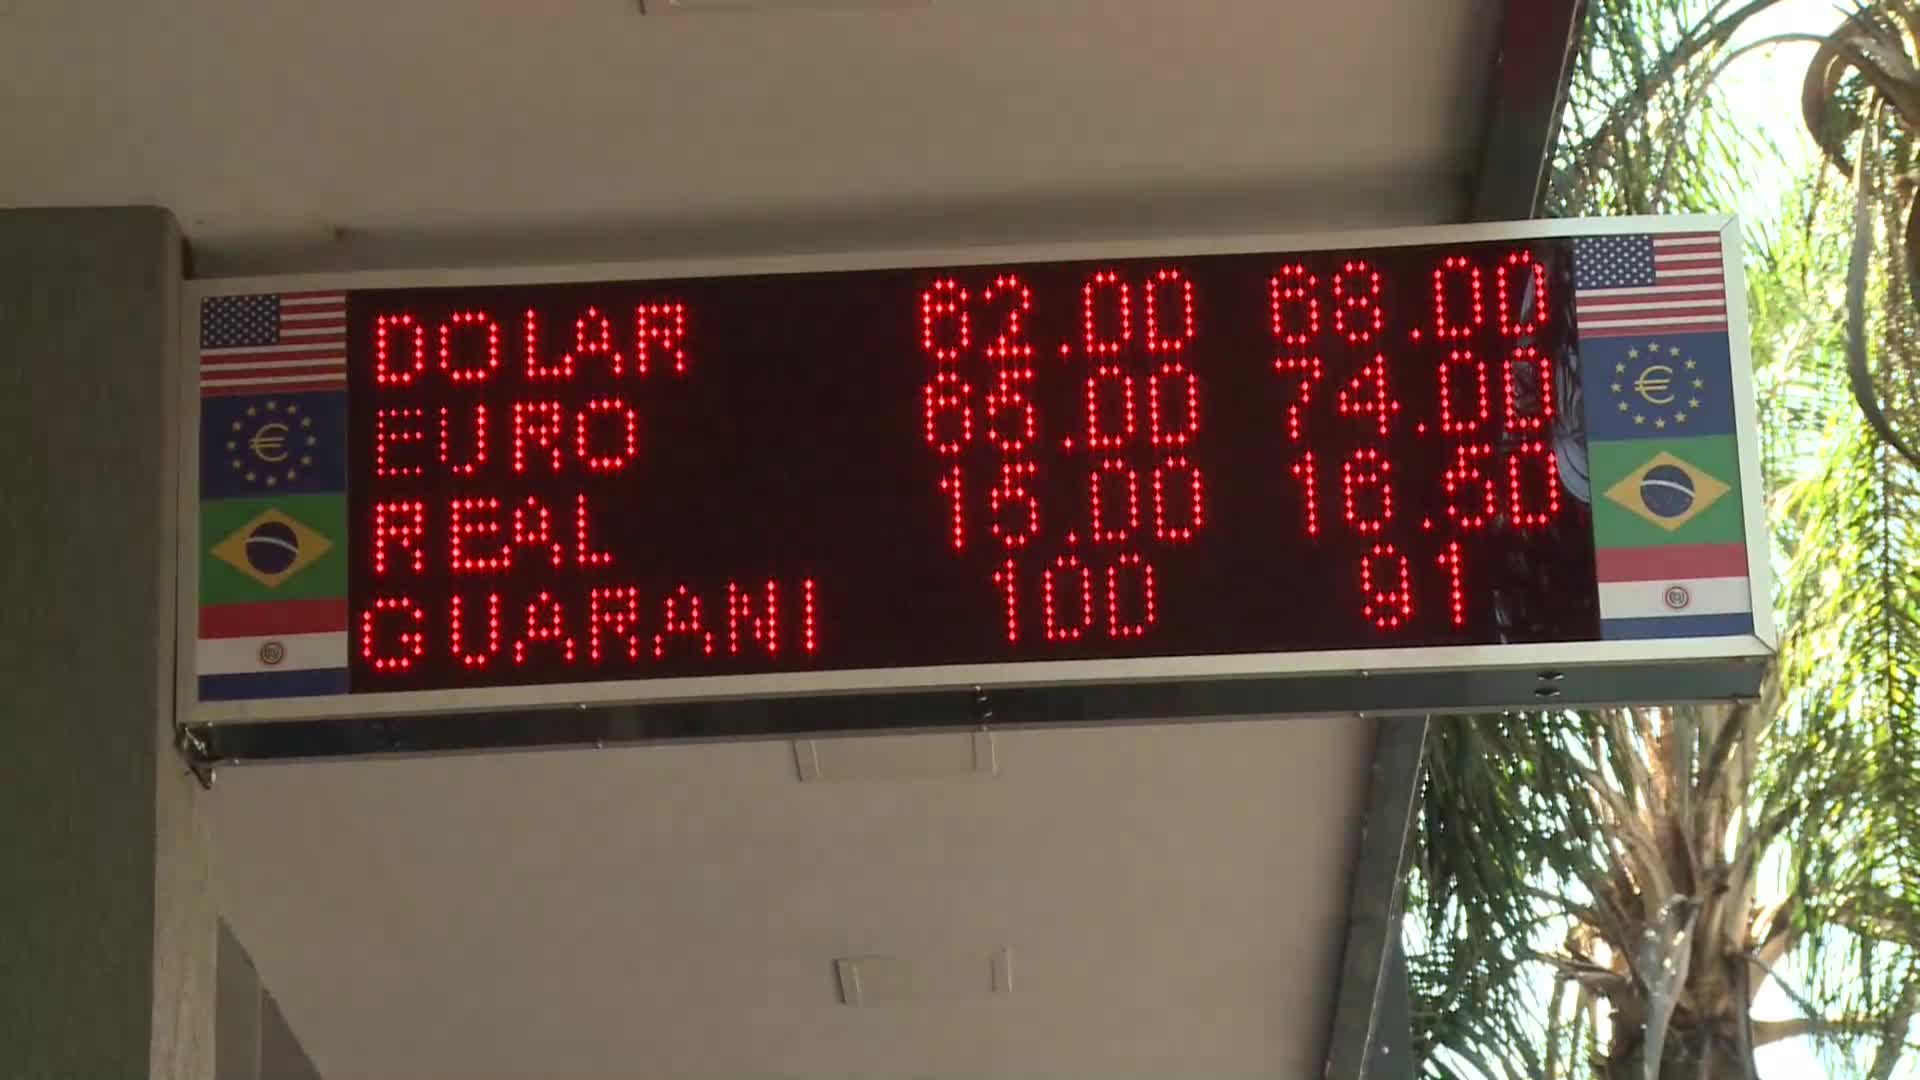 DOLAR 62.00 68.00
EURO 65.00 74.00
REAL 15.00 16.50
GUARANI 100 91